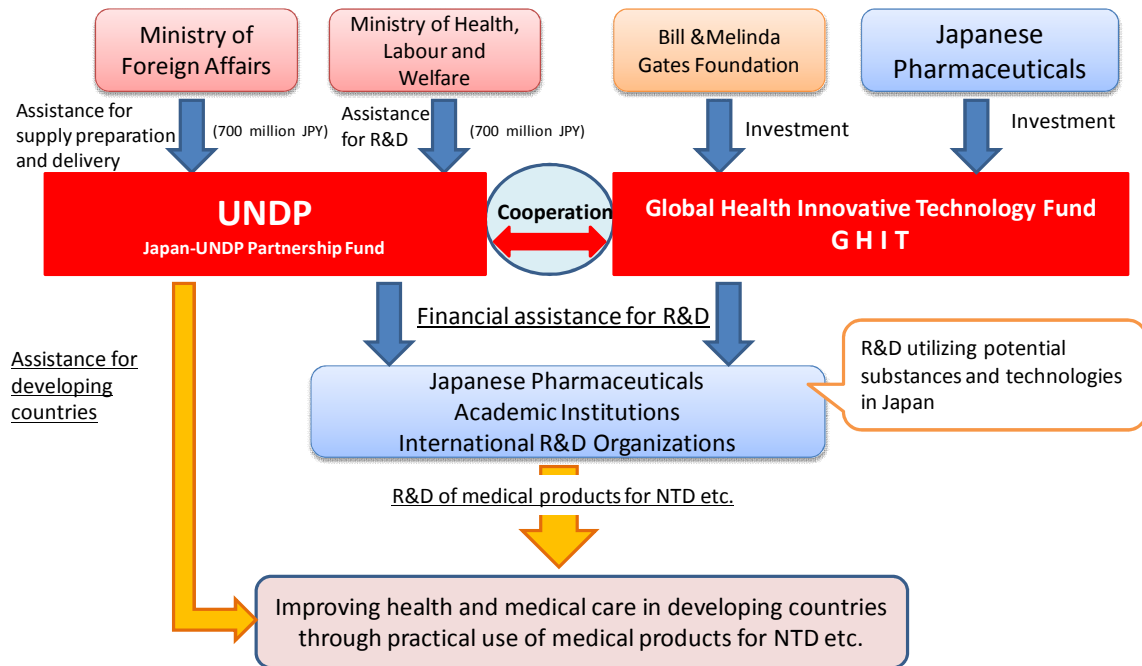 Ministry of
Foreign Affairs
Ministry of Health,
Labour and
Welfare
Bill &Melinda
Gates Foundation
Japanese
Pharmaceuticals
Assistance for
supply preparation
and delivery
(700 million JPY)
Assistance
for R&D
(700 million JPY)
Investment
Investment
UNDP
Japan-UNDP Partnership Fund
Cooperation
Global Health Innovative Technology Fund
G H I T
Financial assistance for R&D
Assistance for
developing
countries
Japanese Pharmaceuticals
Academic Institutions
International R&D Organizations
R&D utilizing potential
substances and technologies
in Japan
R&D of medical products for NTD etc.
Improving health and medical care in developing countries
through practical use of medical products for NTD etc.